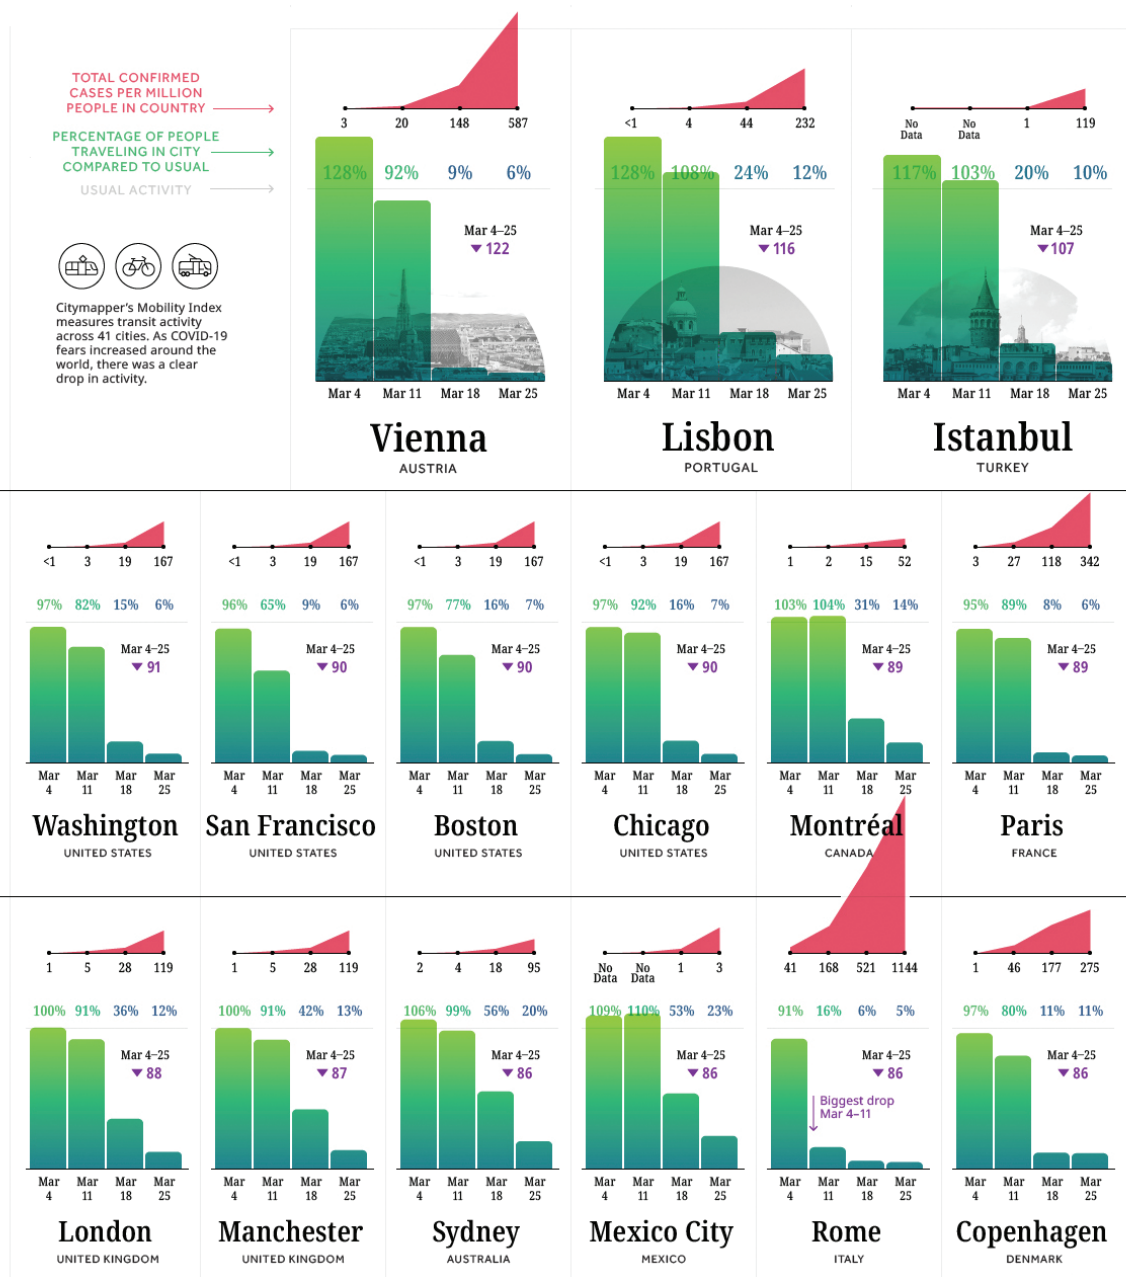 TOTAL CONFIRMED
CASES PER MILLION
PEOPLE IN COUNTRY
PERCENTAGE OF PEOPLE
TRAVELING IN CITY
COMPARED TO USUAL
USUAL ACTIVITY
Citymapper's Mobility Index
measures transit activity
across 41 cities. As COVID-19
fears increased around the
world, there was a clear
drop in activity.
3 20 148 587
128% 92% 9% 6%
Mar 4–25
▼122
Mar 4 Mar 11 Mar 18 Mar 25
Vienna
AUSTRIA
<1 4 44 232
128% 108% 24% 12%
Mar 4–25
▼116
Mar 4 Mar 11 Mar 18 Mar 25
Lisbon
PORTUGAL
No Data No Data 1 119
117% 103% 20% 10%
Mar 4–25
▼107
Mar 4 Mar 11 Mar 18 Mar 25
Istanbul
TURKEY
<1 3 19 167
97% 82% 15% 6%
Mar 4–25
▼91
Mar 4 Mar 11 Mar 18 Mar 25
Washington
UNITED STATES
<1 3 19 167
96% 65% 9% 6%
Mar 4–25
▼90
Mar 4 Mar 11 Mar 18 Mar 25
San Francisco
UNITED STATES
<1 3 19 167
97% 77% 16% 7%
Mar 4–25
▼90
Mar 4 Mar 11 Mar 18 Mar 25
Boston
UNITED STATES
<1 3 19 167
97% 92% 16% 7%
Mar 4–25
▼90
Mar 4 Mar 11 Mar 18 Mar 25
Chicago
UNITED STATES
1 2 15 52
103% 104% 31% 14%
Mar 4–25
▼89
Mar 4 Mar 11 Mar 18 Mar 25
Montréal
CANADA
3 27 118 342
95% 89% 8% 6%
Mar 4–25
▼89
Mar 4 Mar 11 Mar 18 Mar 25
Paris
FRANCE
1 5 28 119
100% 91% 36% 12%
Mar 4–25
▼88
Mar 4 Mar 11 Mar 18 Mar 25
London
UNITED KINGDOM
1 5 28 119
100% 91% 42% 13%
Mar 4–25
▼87
Mar 4 Mar 11 Mar 18 Mar 25
Manchester
UNITED KINGDOM
2 4 18 95
106% 99% 56% 20%
Mar 4–25
▼86
Mar 4 Mar 11 Mar 18 Mar 25
Sydney
AUSTRALIA
No Data No Data 1 3
109% 110% 53% 23%
Mar 4–25
▼86
Mar 4 Mar 11 Mar 18 Mar 25
Mexico City
MEXICO
41 168 521 1144
91% 16% 6% 5%
Mar 4–25
▼86
Biggest drop
Mar 4–11
Mar 4 Mar 11 Mar 18 Mar 25
Rome
ITALY
1 46 177 275
97% 80% 11% 11%
Mar 4–25
▼86
Mar 4 Mar 11 Mar 18 Mar 25
Copenhagen
DENMARK